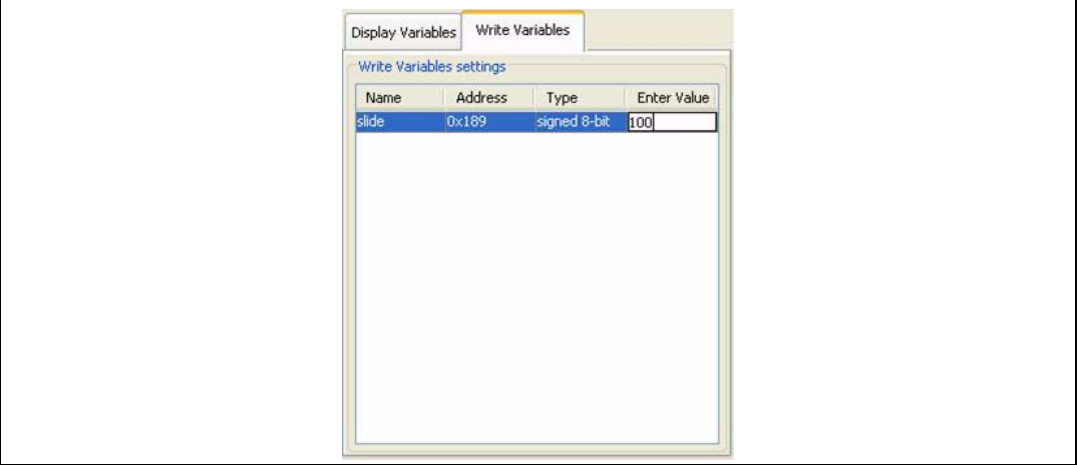 Display Variables Write Variables
Write Variables settings
Name Address Type Enter Value
slide 0x189 signed 8-bit 100